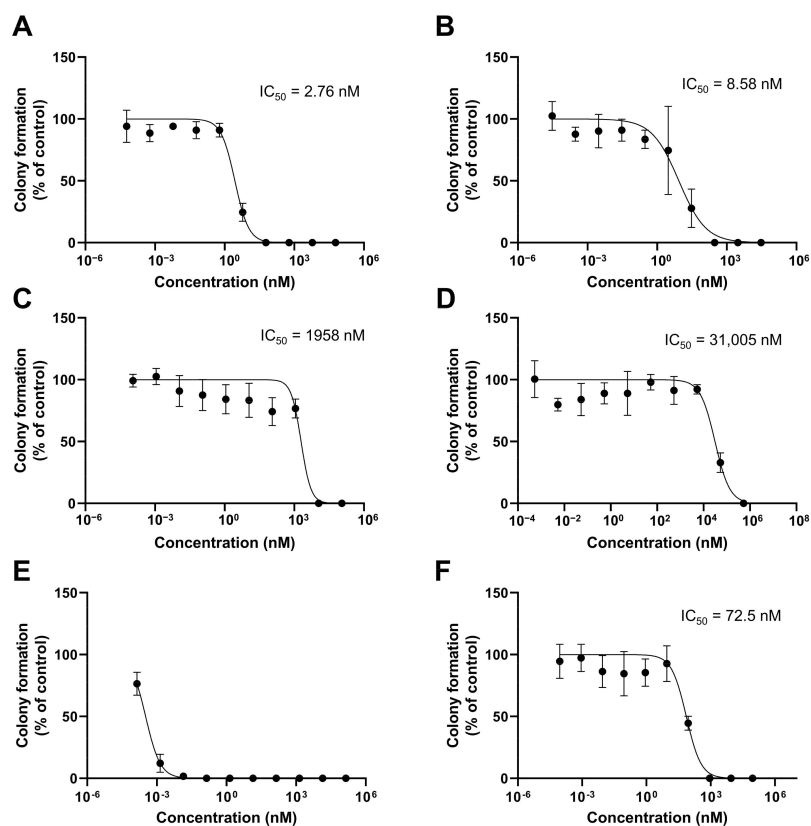 A
Colony formation
(% of control)
150
100
50
0
IC₅₀ = 2.76 nM
10⁻⁶ 10⁻³ 10⁰ 10³ 10⁶
Concentration (nM)
B
Colony formation
(% of control)
150
100
50
0
IC₅₀ = 8.58 nM
10⁻⁶ 10⁻³ 10⁰ 10³ 10⁶
Concentration (nM)
C
Colony formation
(% of control)
150
100
50
0
IC₅₀ = 1958 nM
10⁻⁶ 10⁻³ 10⁰ 10³ 10⁶
Concentration (nM)
D
Colony formation
(% of control)
150
100
50
0
IC₅₀ = 31,005 nM
10⁻⁴ 10⁻² 10⁰ 10² 10⁴ 10⁶ 10⁸
Concentration (nM)
E
Colony formation
(% of control)
150
100
50
0
10⁻⁶ 10⁻³ 10⁰ 10³ 10⁶
Concentration (nM)
F
Colony formation
(% of control)
150
100
50
0
IC₅₀ = 72.5 nM
10⁻⁶ 10⁻³ 10⁰ 10³ 10⁶
Concentration (nM)